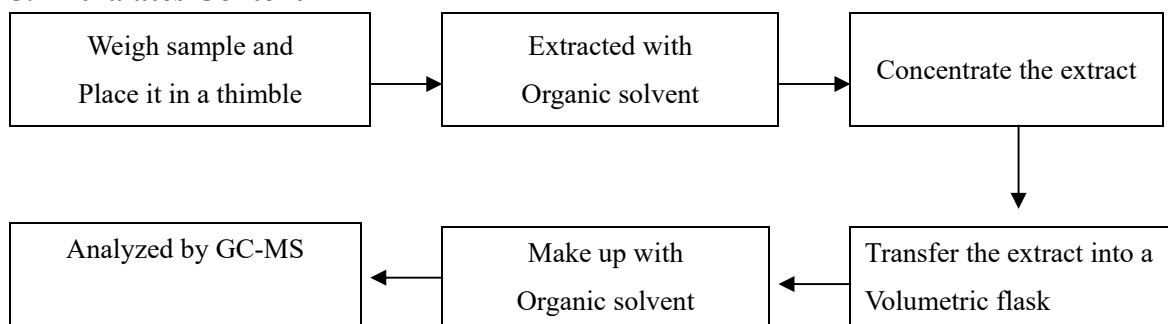 Weigh sample and
Place it in a thimble
Extracted with
Organic solvent
Concentrate the extract
Transfer the extract into a
Volumetric flask
Make up with
Organic solvent
Analyzed by GC-MS